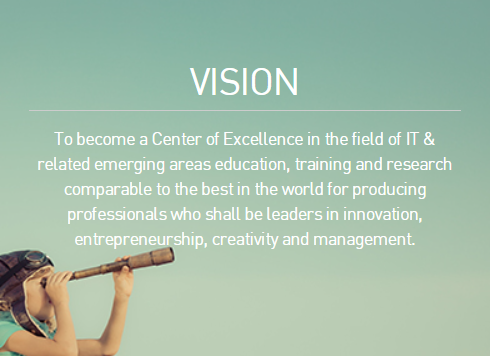 VISION
To become a Center of Excellence in the field of IT &
related emerging areas education, training and research
comparable to the best in the world for producing
professionals who shall be leaders in innovation,
entrepreneurship, creativity and management.